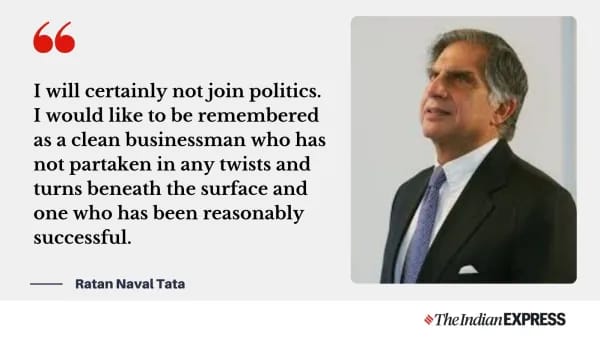 I will certainly not join politics.
I would like to be remembered
as a clean businessman who has
not partaken in any twists and
turns beneath the surface and
one who has been reasonably
successful.
Ratan Naval Tata
The Indian EXPRESS